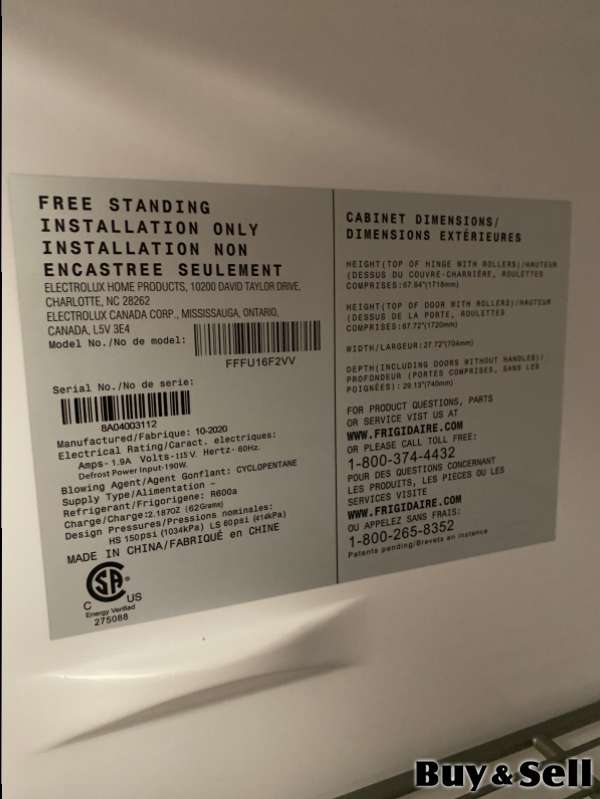 FREE STANDING
INSTALLATION ONLY
INSTALLATION NON
ENCASTREE SEULEMENT
ELECTROLUX HOME PRODUCTS, 10200 DAVID TAYLOR DRIVE,
CHARLOTTE, NC 28262
ELECTROLUX CANADA CORP., MISSISSAUGA, ONTARIO,
CANADA, L5V 3E4
Model No./No de model:
FFFU16F2VV
Serial No./No de serie:
8A04003112
Manufactured/Fabrique: 10-2020
Electrical Rating/Caract. electriques:
Amps- 1.9A Volts-115 V. Hertz- 60Hz.
Defrost Power Input-190W.
Blowing Agent/Agent Gonflant: CYCLOPENTANE
Supply Type/Alimentation –
Refrigerant/Frigorigene: R600a
Charge/Charge:2.187OZ (62Grams)
Design Pressures/Pressions nominales:
HS 150psi (1034kPa) LS 60psi (414kPa)
MADE IN CHINA/FABRIQUÉ en CHINE
SA ®
C US
Energy Verified
275088
CABINET DIMENSIONS/
DIMENSIONS EXTÉRIEURES
HEIGHT(TOP OF HINGE WITH ROLLERS)/HAUTEUR
(DESSUS DU COUVRE-CHARNIÈRE, ROULETTES
COMPRISES:67.64"(1718mm)
HEIGHT(TOP OF DOOR WITH ROLLERS)/HAUTEUR
(DESSUS DE LA PORTE, ROULETTES
COMPRISES:67.72"(1720mm)
WIDTH/LARGEUR:27.72"(704mm)
DEPTH(INCLUDING DOORS WITHOUT HANDLES)/
PROFONDEUR (PORTES COMPRISES, SANS LES
POIGNÉES): 29.13"(740mm)
FOR PRODUCT QUESTIONS, PARTS
OR SERVICE VIST US AT
WWW.FRIGIDAIRE.COM
OR PLEASE CALL TOLL FREE:
1-800-374-4432
POUR DES QUESTIONS CONCERNANT
LES PRODUITS, LES PIECES OU LES
SERVICES VISITE
WWW.FRIGIDAIRE.COM
OU APPELEZ SANS FRAIS:
1-800-265-8352
Patents pending/Brevets en instance
Buy & Sell